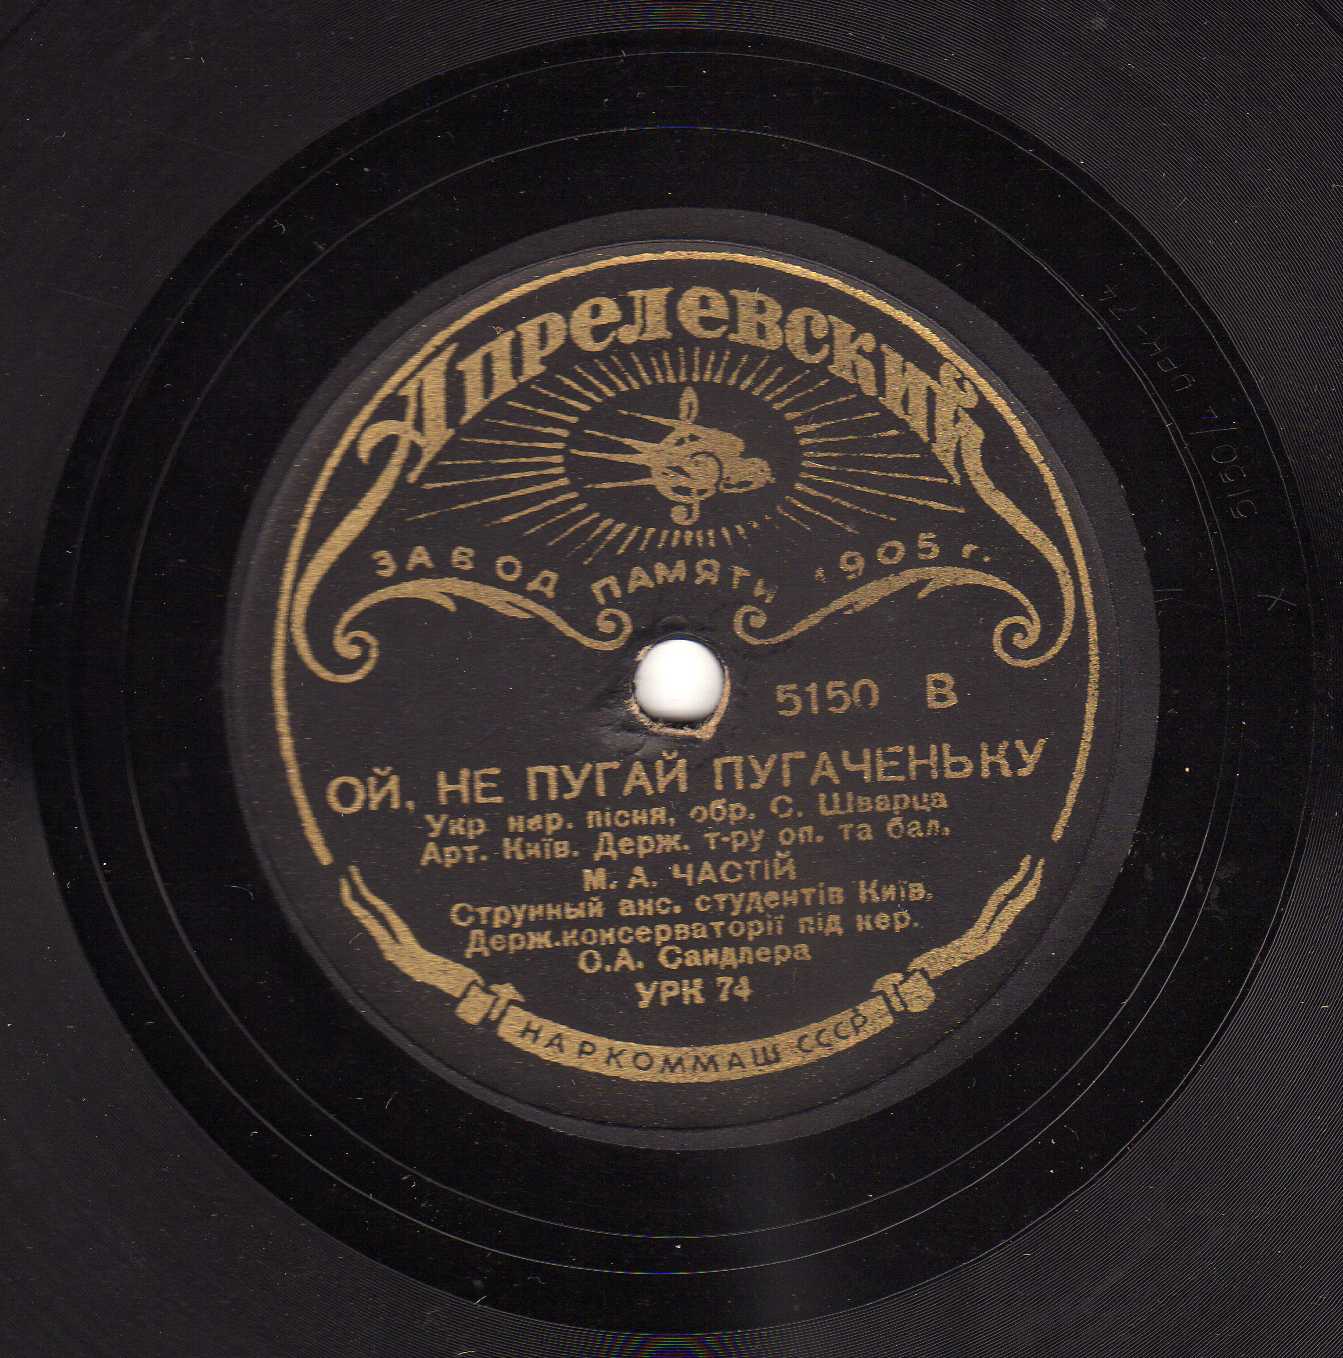 Апрелевский
ЗАВОД ПАМЯТИ 1905 г.
5150 В
ОЙ, НЕ ПУГАЙ ПУГАЧЕНЬКУ
Укр нар. пісня, обр. С. Шварца
Арт. Київ. Держ. т-ру оп. та бал.
М. А. ЧАСТІЙ
Струнный анс. студентів Київ.
Держ.консерваторії під кер.
О.А. Сандлера
УРК 74
НАРКОММАШ СССР
5150/1 УРК-74